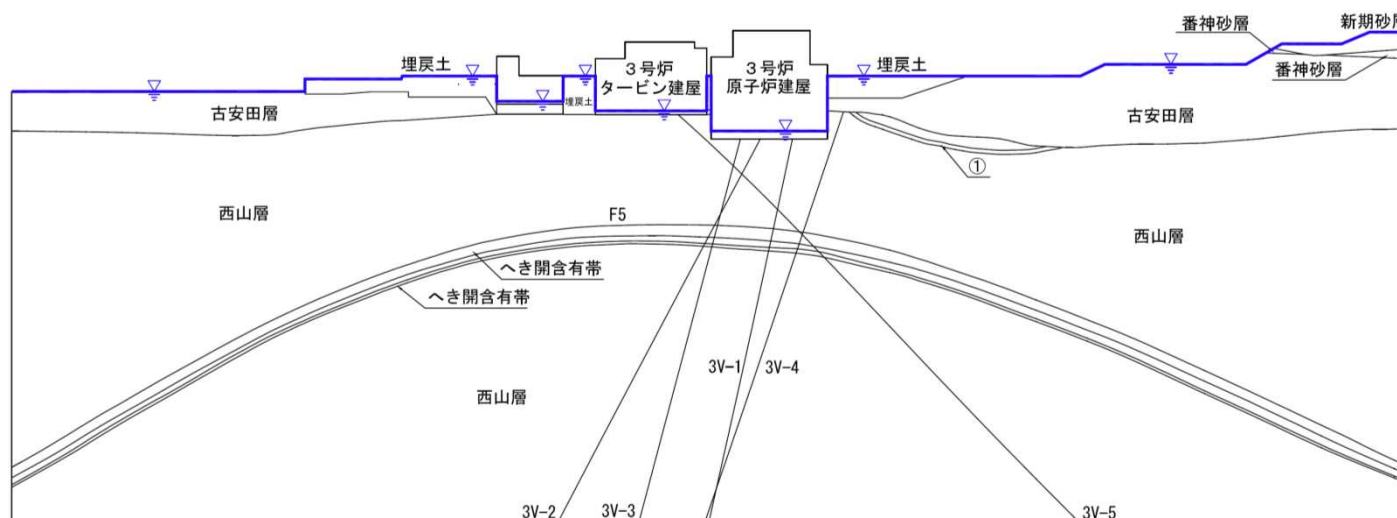 番神砂層
新期砂層
番神砂層
埋戻土
3号炉
タービン建屋
3号炉
原子炉建屋
埋戻土
埋戻土
古安田層
古安田層
①
西山層
F5
西山層
へき開含有帯
へき開含有帯
3V-1
3V-4
西山層
3V-2
3V-3
3V-5